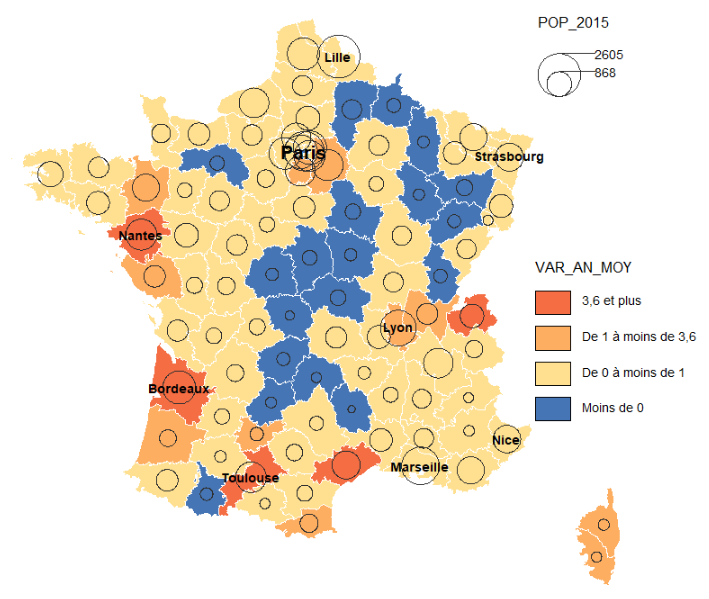 POP_2015
2605
868
Lille
Paris
Strasbourg
Nantes
VAR_AN_MOY
3,6 et plus
De 1 à moins de 3,6
De 0 à moins de 1
Moins de 0
Lyon
Bordeaux
Nice
Marseille
Toulouse